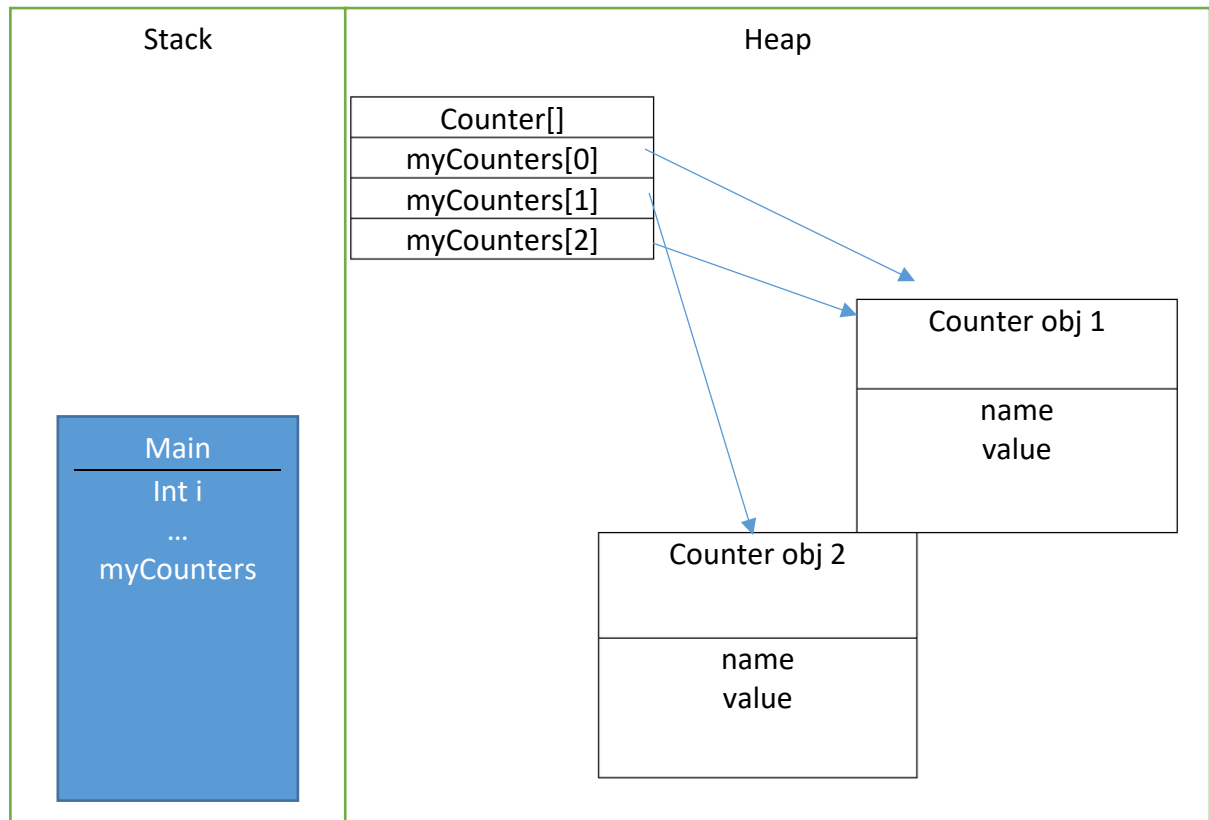 Stack
Heap
Counter[]
myCounters[0]
myCounters[1]
myCounters[2]
Counter obj 1
name
value
Main
Int i
...
myCounters
Counter obj 2
name
value